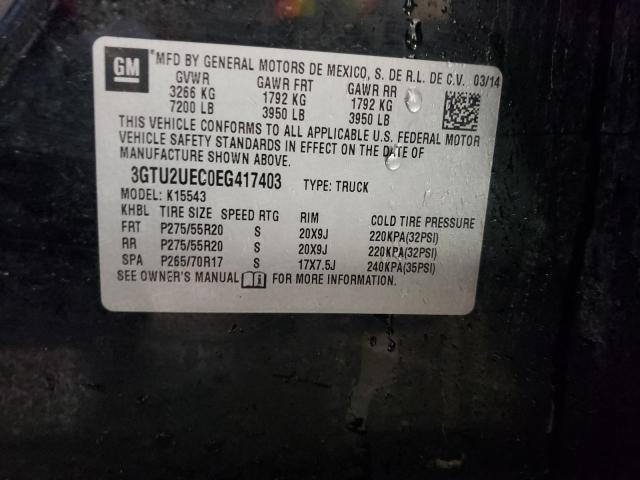 GM
*MFD BY GENERAL MOTORS DE MEXICO, S. DE R.L. DE C.V. 03/14
GVWR GAWR FRT GAWR RR
3266 KG 1792 KG 1792 KG
7200 LB 3950 LB 3950 LB
THIS VEHICLE CONFORMS TO ALL APPLICABLE U.S. FEDERAL MOTOR
VEHICLE SAFETY STANDARDS IN EFFECT ON THE DATE OF
MANUFACTURE SHOWN ABOVE.
3GTU2UEC0EG417403 TYPE: TRUCK
MODEL: K15543
KHBL TIRE SIZE SPEED RTG RIM COLD TIRE PRESSURE
FRT P275/55R20 S 20X9J 220KPA(32PSI)
RR P275/55R20 S 20X9J 220KPA(32PSI)
SPA P265/70R17 S 17X7.5J 240KPA(35PSI)
SEE OWNER'S MANUAL FOR MORE INFORMATION.